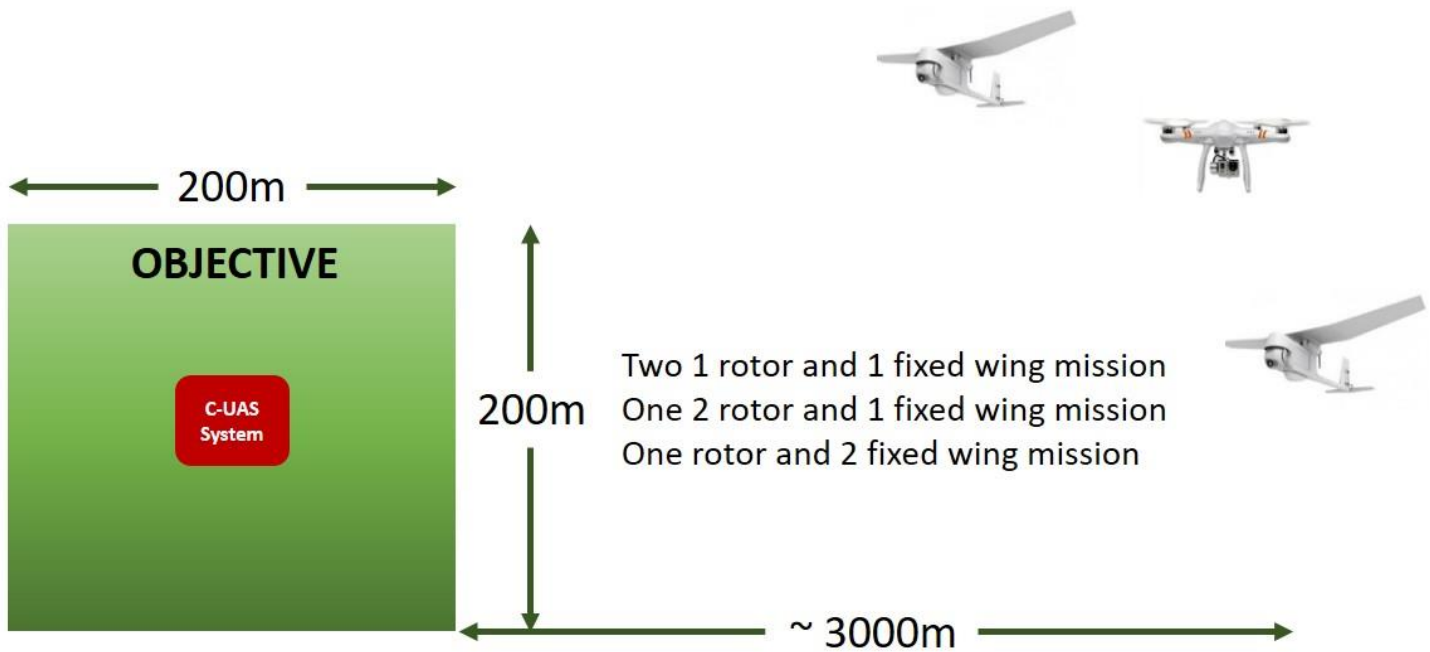 200m
OBJECTIVE
C-UAS
System
200m
Two 1 rotor and 1 fixed wing mission
One 2 rotor and 1 fixed wing mission
One rotor and 2 fixed wing mission
~ 3000m